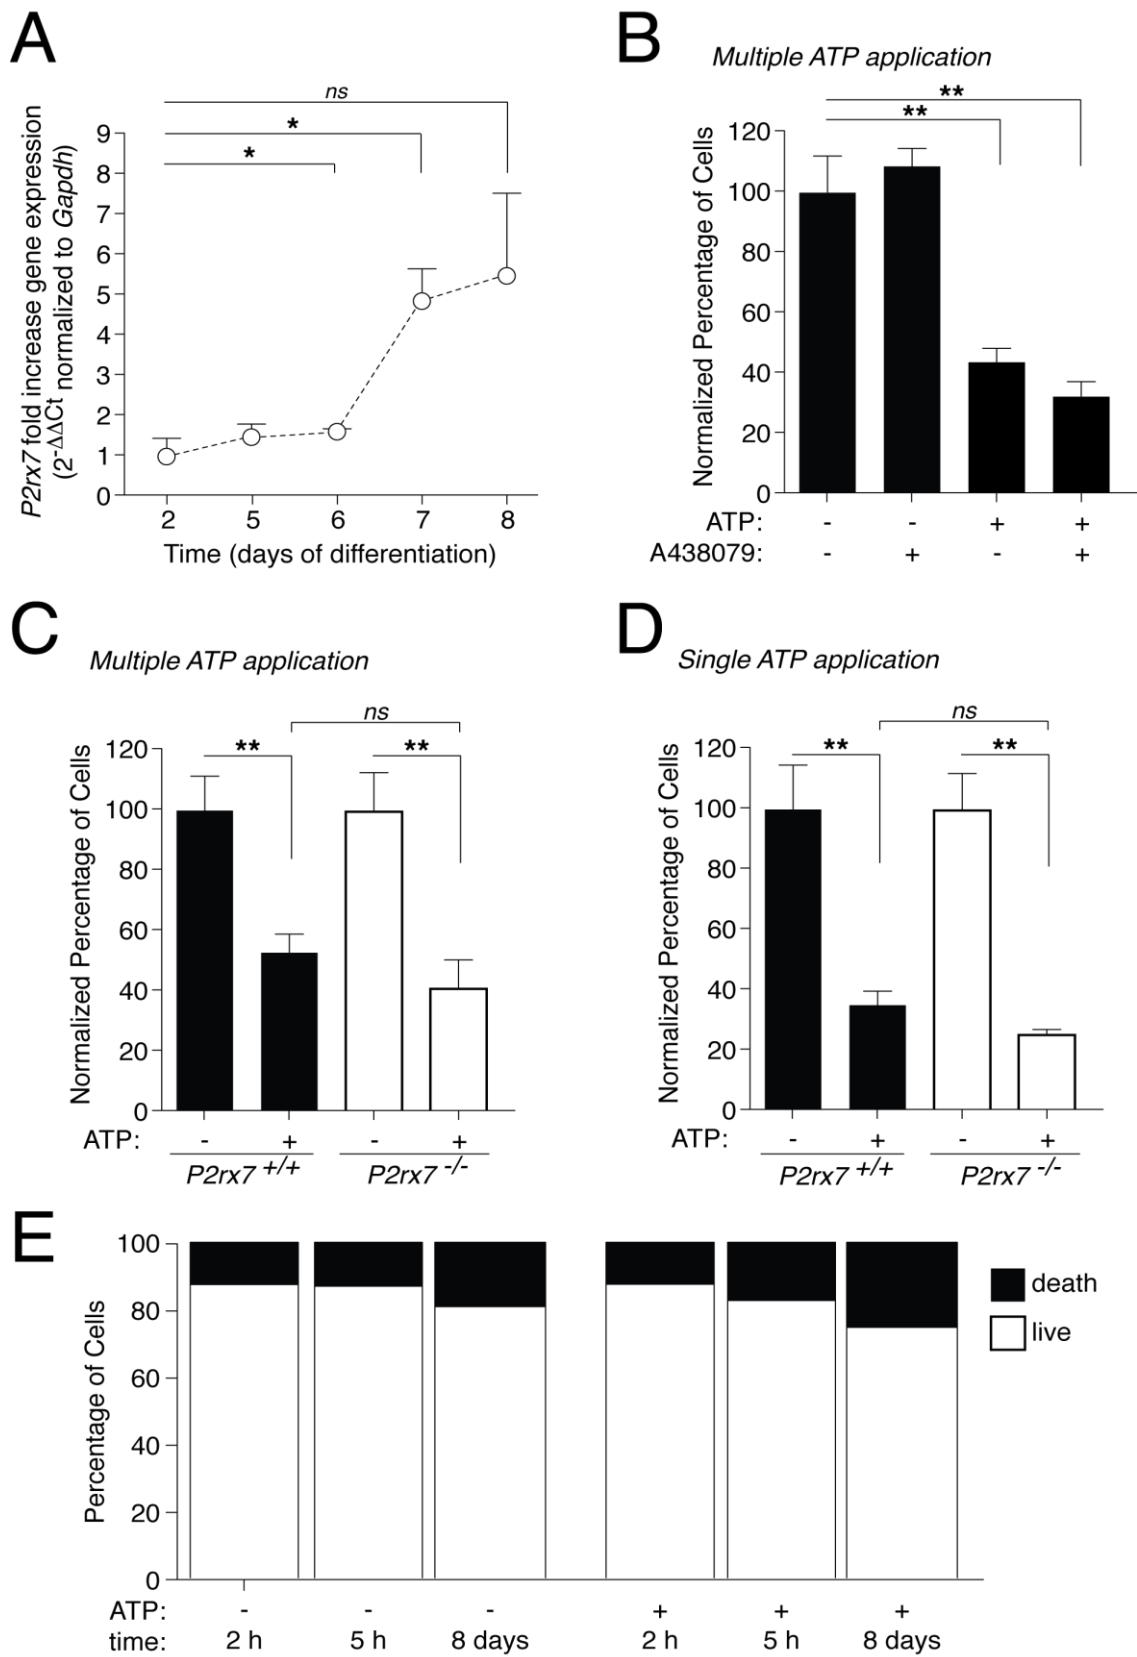 A
P2rx7 fold increase gene expression
(2-ΔΔCt normalized to Gapdh)
ns
*
*
9
8
7
6
5
4
3
2
1
0
2 5 6 7 8
Time (days of differentiation)
B
Multiple ATP application
Normalized Percentage of Cells
**
**
120
100
80
60
40
20
0
ATP: - - + +
A438079: - + - +
C
Multiple ATP application
Normalized Percentage of Cells
ns
** **
120
100
80
60
40
20
0
ATP: - + - +
P2rx7 +/+ P2rx7 -/-
D
Single ATP application
Normalized Percentage of Cells
ns
** **
120
100
80
60
40
20
0
ATP: - + - +
P2rx7 +/+ P2rx7 -/-
E
Percentage of Cells
100
80
60
40
20
0
death
live
ATP: - - - + + +
time: 2 h 5 h 8 days 2 h 5 h 8 days